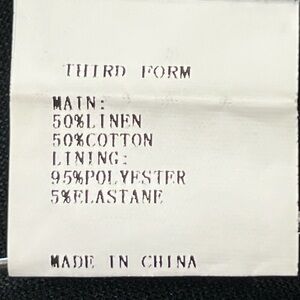 THIRD FORM
MAIN:
50%LINEN
50%COTTON
LINING:
95%POLYESTER
5%ELASTANE
MADE IN CHINA